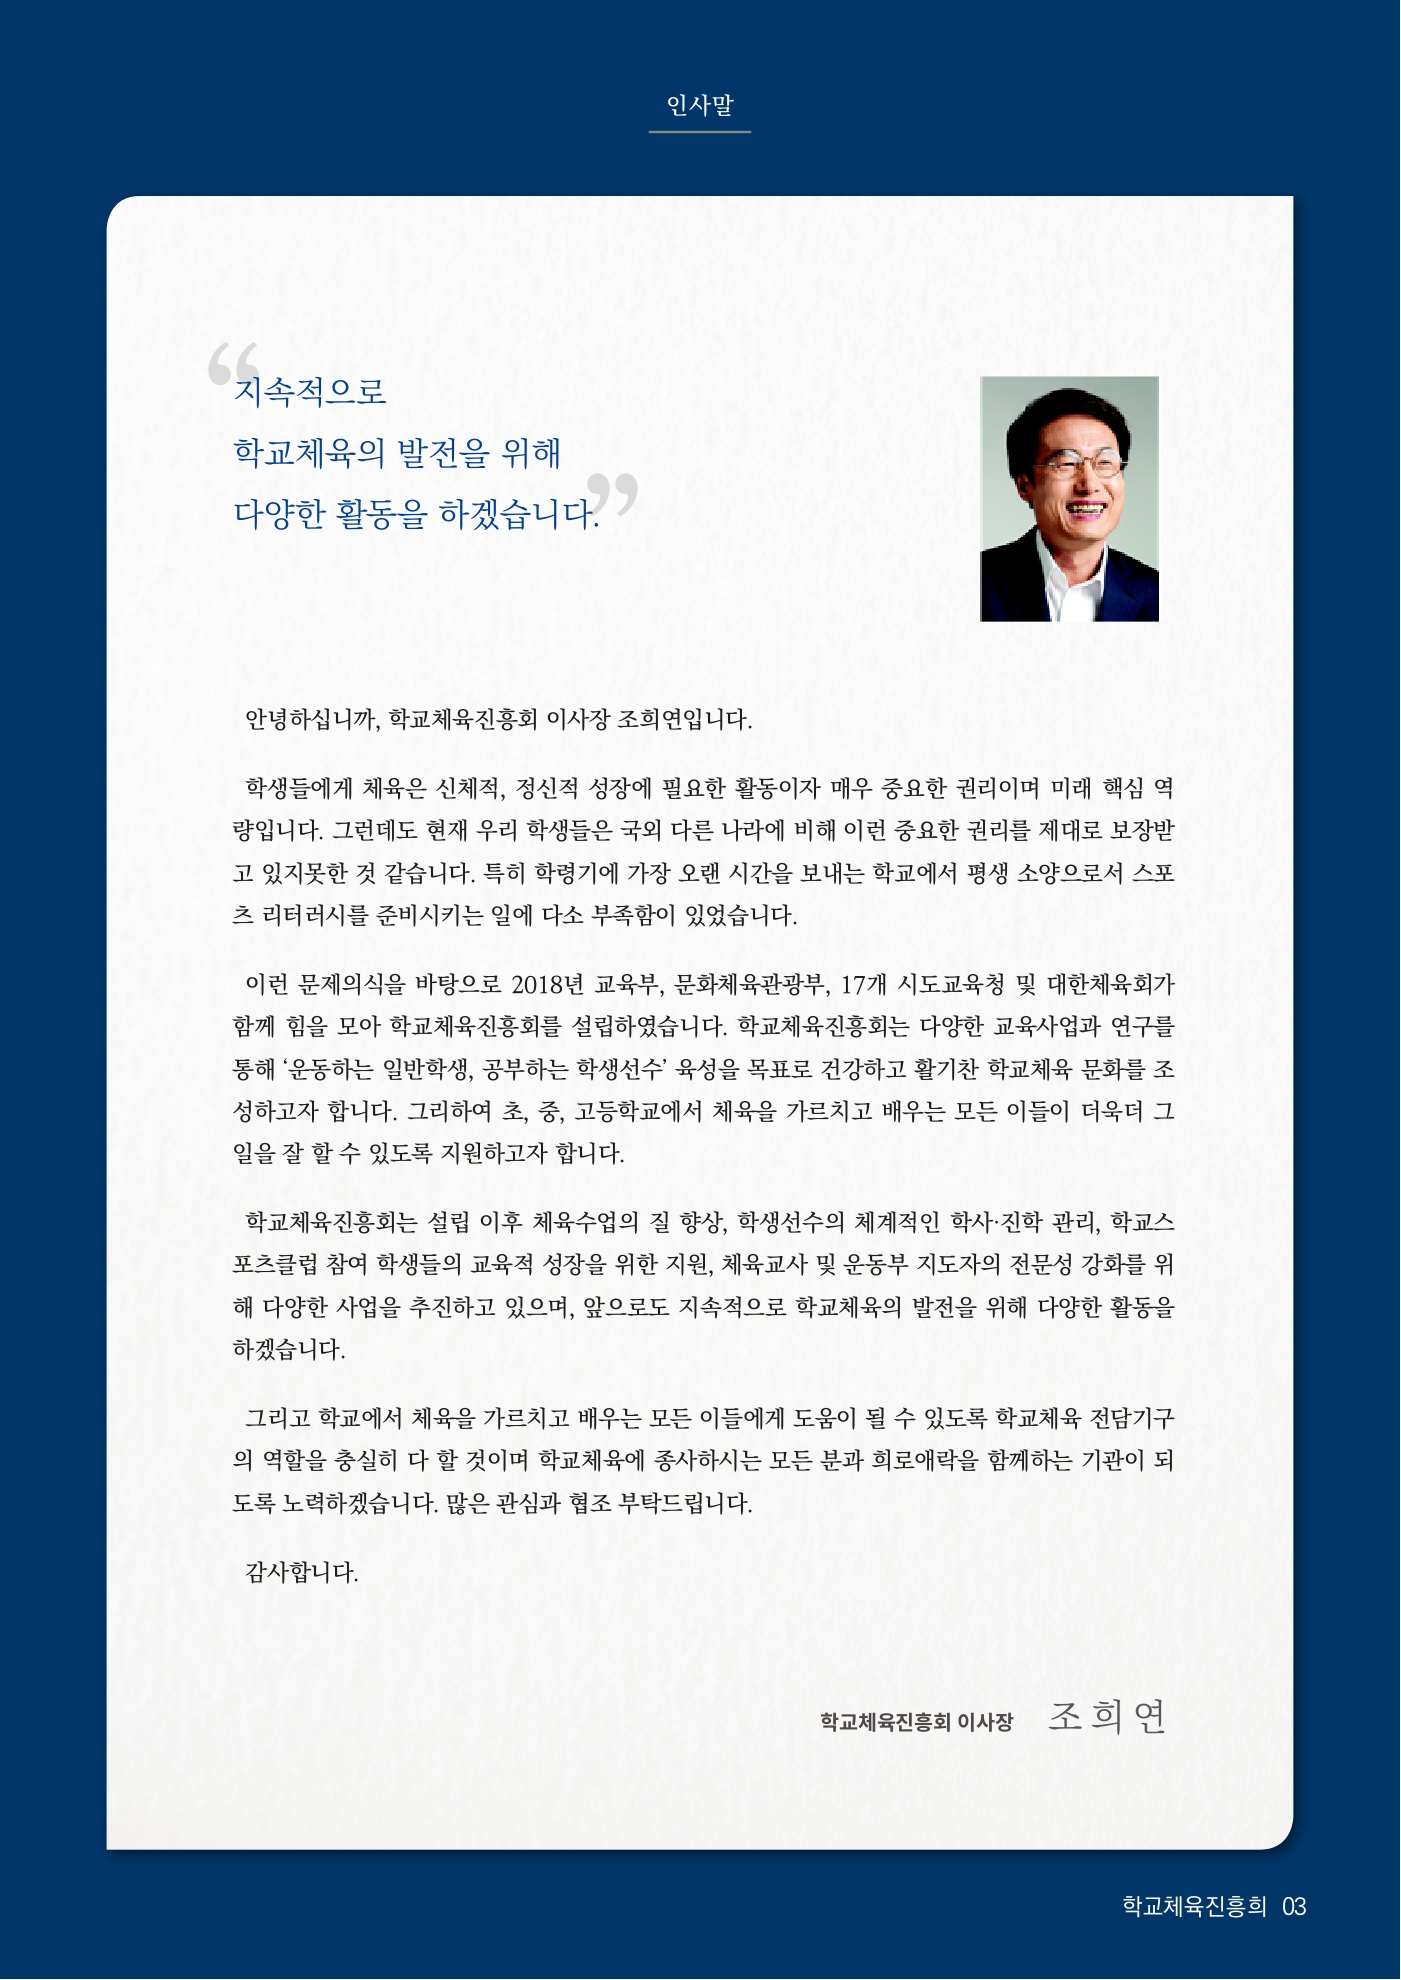 인사말
“지속적으로
학교체육의 발전을 위해
다양한 활동을 하겠습니다.”
안녕하십니까, 학교체육진흥회 이사장 조희연입니다.
학생들에게 체육은 신체적, 정신적 성장에 필요한 활동이자 매우 중요한 권리이며 미래 핵심 역
량입니다. 그런데도 현재 우리 학생들은 국외 다른 나라에 비해 이런 중요한 권리를 제대로 보장받
고 있지못한 것 같습니다. 특히 학령기에 가장 오랜 시간을 보내는 학교에서 평생 소양으로서 스포
츠 리터러시를 준비시키는 일에 다소 부족함이 있었습니다.
이런 문제의식을 바탕으로 2018년 교육부, 문화체육관광부, 17개 시도교육청 및 대한체육회가
함께 힘을 모아 학교체육진흥회를 설립하였습니다. 학교체육진흥회는 다양한 교육사업과 연구를
통해 ‘운동하는 일반학생, 공부하는 학생선수’ 육성을 목표로 건강하고 활기찬 학교체육 문화를 조
성하고자 합니다. 그리하여 초, 중, 고등학교에서 체육을 가르치고 배우는 모든 이들이 더욱더 그
일을 잘 할 수 있도록 지원하고자 합니다.
학교체육진흥회는 설립 이후 체육수업의 질 향상, 학생선수의 체계적인 학사·진학 관리, 학교스
포츠클럽 참여 학생들의 교육적 성장을 위한 지원, 체육교사 및 운동부 지도자의 전문성 강화를 위
해 다양한 사업을 추진하고 있으며, 앞으로도 지속적으로 학교체육의 발전을 위해 다양한 활동을
하겠습니다.
그리고 학교에서 체육을 가르치고 배우는 모든 이들에게 도움이 될 수 있도록 학교체육 전담기구
의 역할을 충실히 다 할 것이며 학교체육에 종사하시는 모든 분과 희로애락을 함께하는 기관이 되
도록 노력하겠습니다. 많은 관심과 협조 부탁드립니다.
감사합니다.
학교체육진흥회 이사장 조희연
학교체육진흥회 03